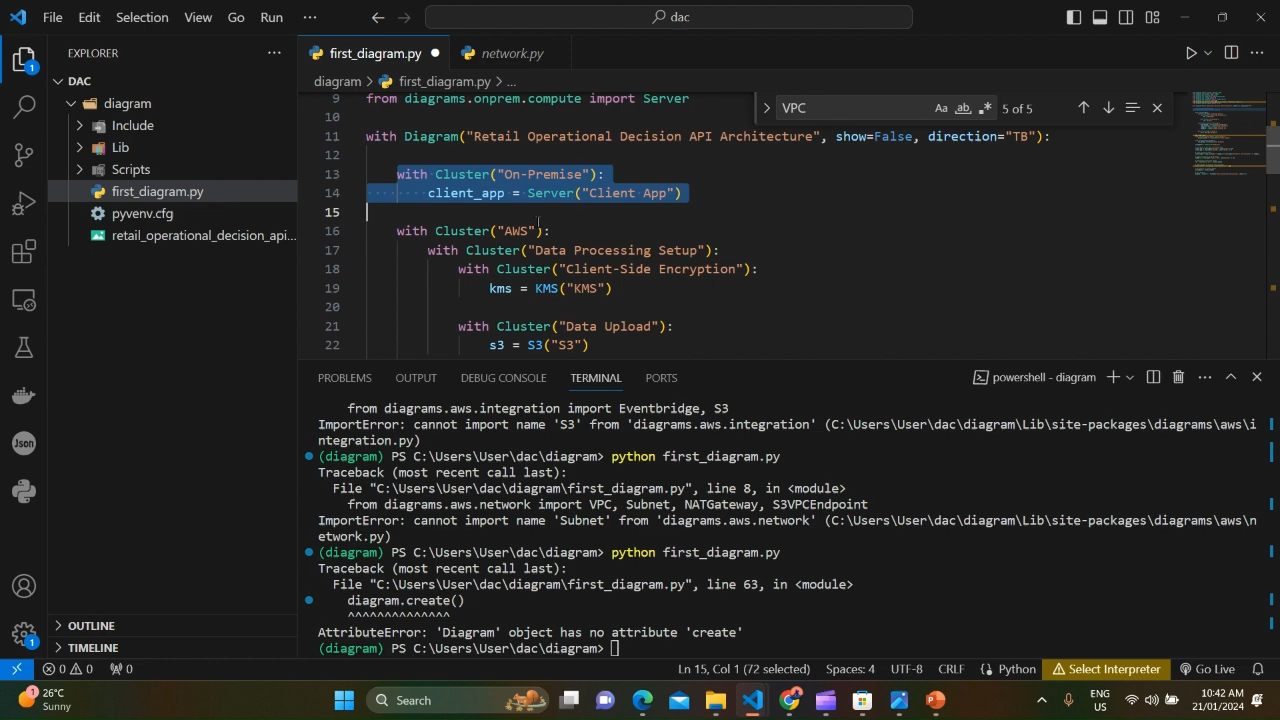 File Edit Selection View Go Run ··· dac
EXPLORER ···
DAC
diagram
Include
Lib
Scripts
first_diagram.py
pyvenv.cfg
retail_operational_decision_api...
OUTLINE
TIMELINE
first_diagram.py network.py
diagram > first_diagram.py > ...
VPC Aa ab 5 of 5
9 from diagrams.onprem.compute import Server
10
11 with Diagram("Retail Operational Decision API Architecture", show=False, direction="TB"):
12
13 with Cluster("On-Premise"):
14 client_app = Server("Client App")
15
16 with Cluster("AWS"):
17 with Cluster("Data Processing Setup"):
18 with Cluster("Client-Side Encryption"):
19 kms = KMS("KMS")
20
21 with Cluster("Data Upload"):
22 s3 = S3("S3")
PROBLEMS OUTPUT DEBUG CONSOLE TERMINAL PORTS powershell - diagram
from diagrams.aws.integration import Eventbridge, S3
ImportError: cannot import name 'S3' from 'diagrams.aws.integration' (C:\Users\User\dac\diagram\Lib\site-packages\diagrams\aws\i
ntegration.py)
(diagram) PS C:\Users\User\dac\diagram> python first_diagram.py
Traceback (most recent call last):
File "C:\Users\User\dac\diagram\first_diagram.py", line 8, in <module>
from diagrams.aws.network import VPC, Subnet, NATGateway, S3VPCEndpoint
ImportError: cannot import name 'Subnet' from 'diagrams.aws.network' (C:\Users\User\dac\diagram\Lib\site-packages\diagrams\aws\n
etwork.py)
(diagram) PS C:\Users\User\dac\diagram> python first_diagram.py
Traceback (most recent call last):
File "C:\Users\User\dac\diagram\first_diagram.py", line 63, in <module>
diagram.create()
^^^^^^^^^^^^^^
AttributeError: 'Diagram' object has no attribute 'create'
(diagram) PS C:\Users\User\dac\diagram>
0 0 0 Ln 15, Col 1 (72 selected) Spaces: 4 UTF-8 CRLF Python Select Interpreter Go Live
26°C
Sunny
Search
ENG
US
10:42 AM
21/01/2024
1
1
Json
1